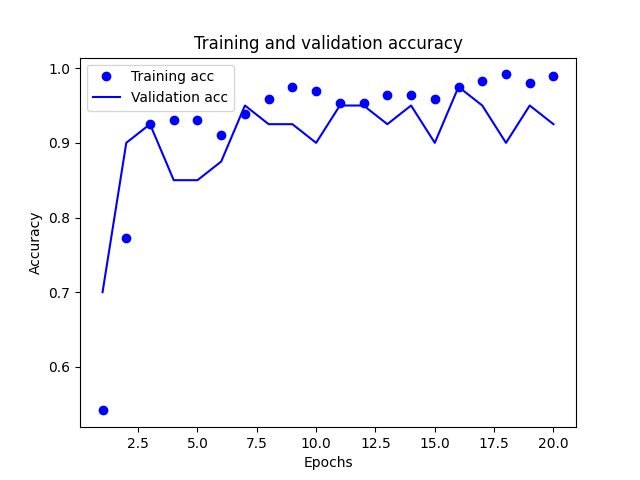 Training and validation accuracy
Training acc
Validation acc
1.0
0.9
0.8
0.7
0.6
Accuracy
2.5 5.0 7.5 10.0 12.5 15.0 17.5 20.0
Epochs